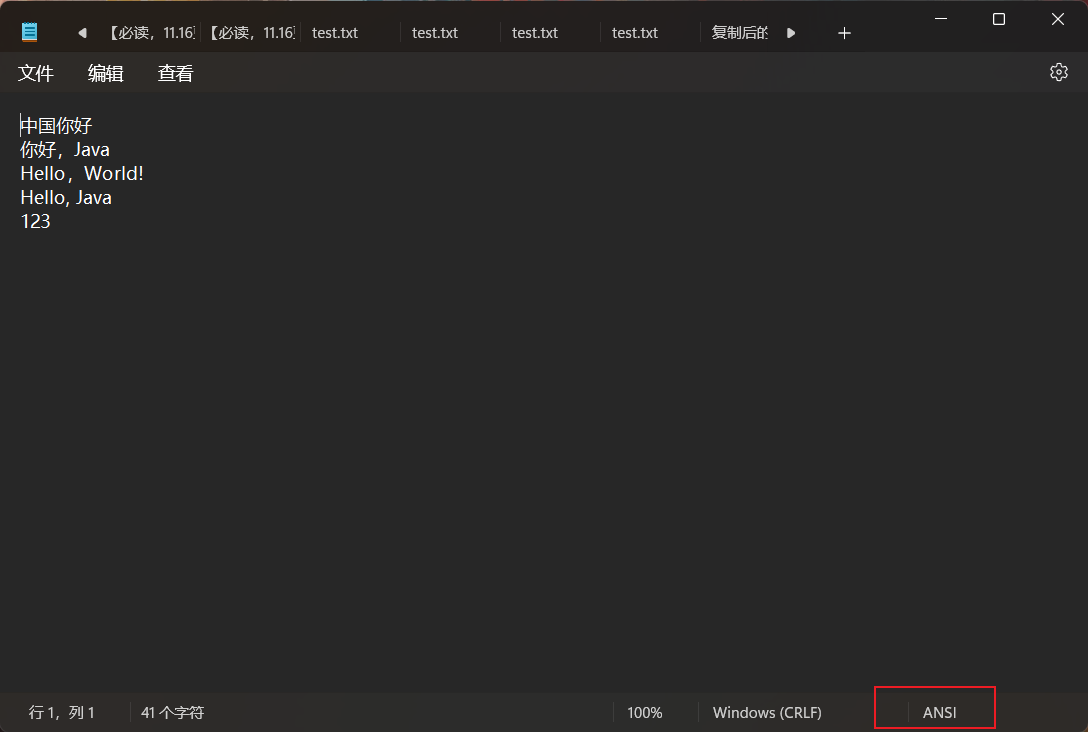 【必读，11.16
【必读，11.16
test.txt
test.txt
test.txt
test.txt
复制后的
文件 编辑 查看
中国你好
你好，Java
Hello，World!
Hello, Java
123
行 1，列 1
41 个字符
100%
Windows (CRLF)
ANSI